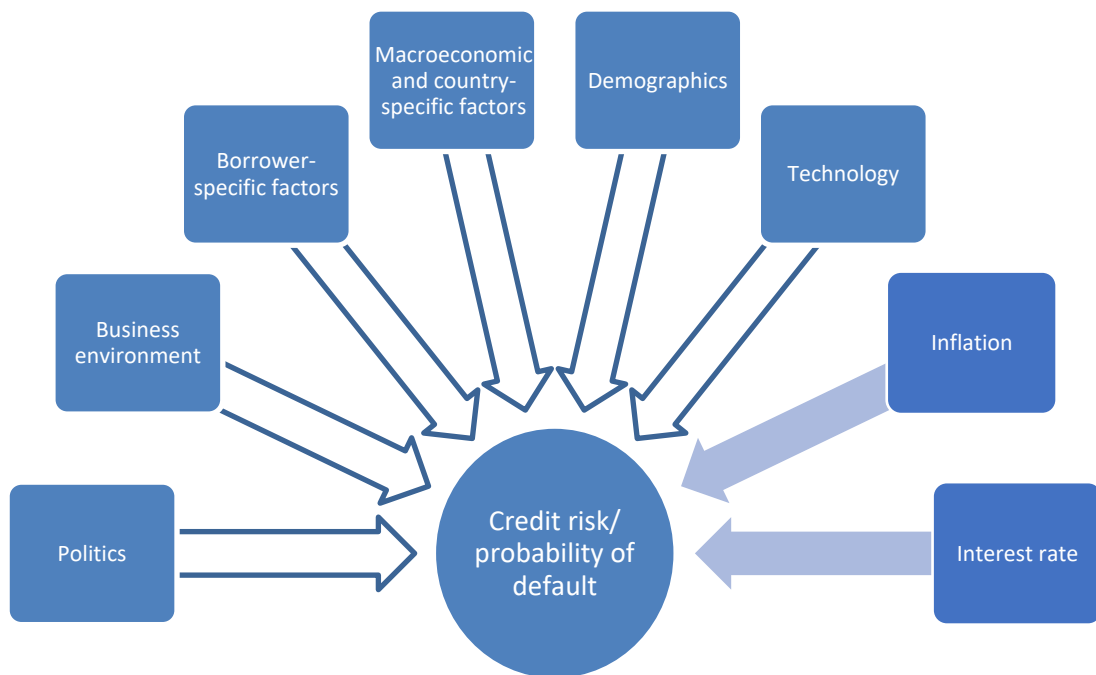 Macroeconomic
and country-
specific factors
Demographics
Borrower-
specific factors
Technology
Business
environment
Inflation
Politics
Credit risk/
probability of
default
Interest rate